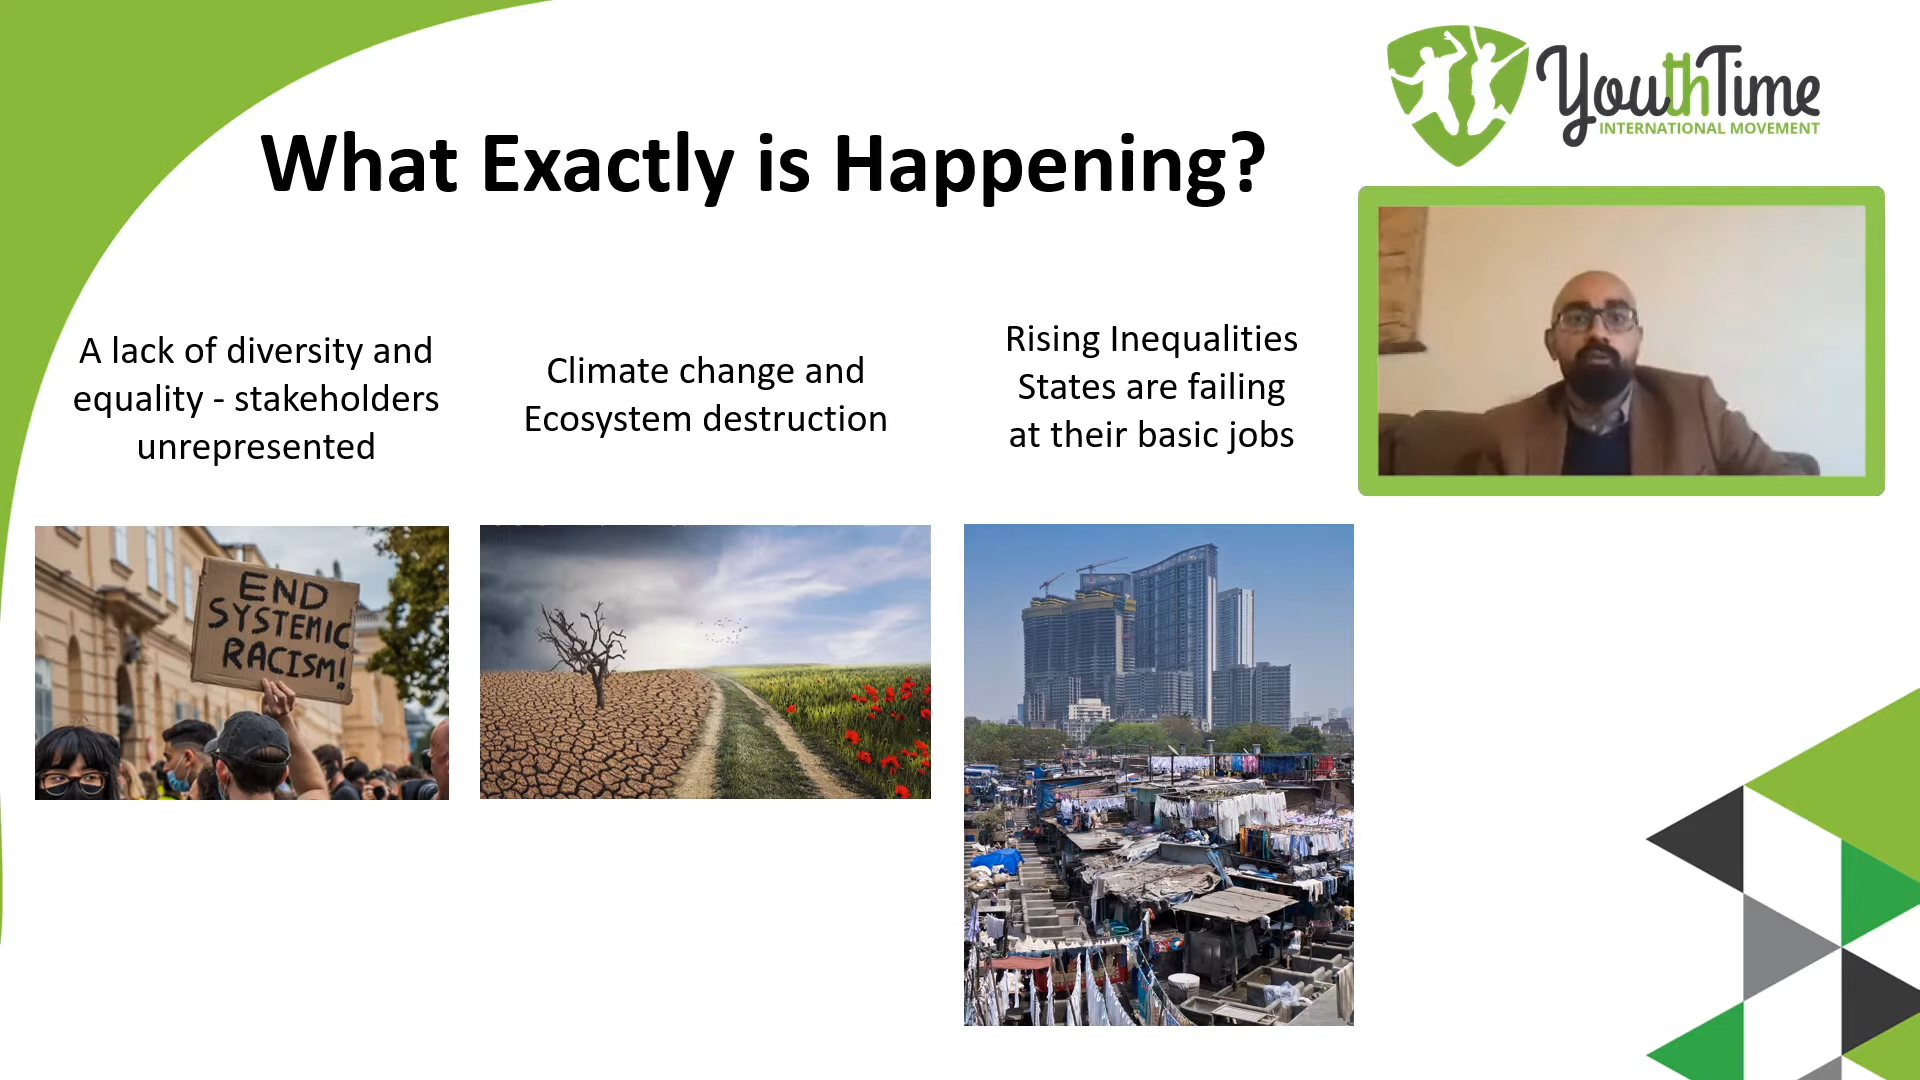 YouthTime
INTERNATIONAL MOVEMENT
What Exactly is Happening?
A lack of diversity and
equality - stakeholders
unrepresented
Climate change and
Ecosystem destruction
Rising Inequalities
States are failing
at their basic jobs
END
SYSTEMIC
RACISM!